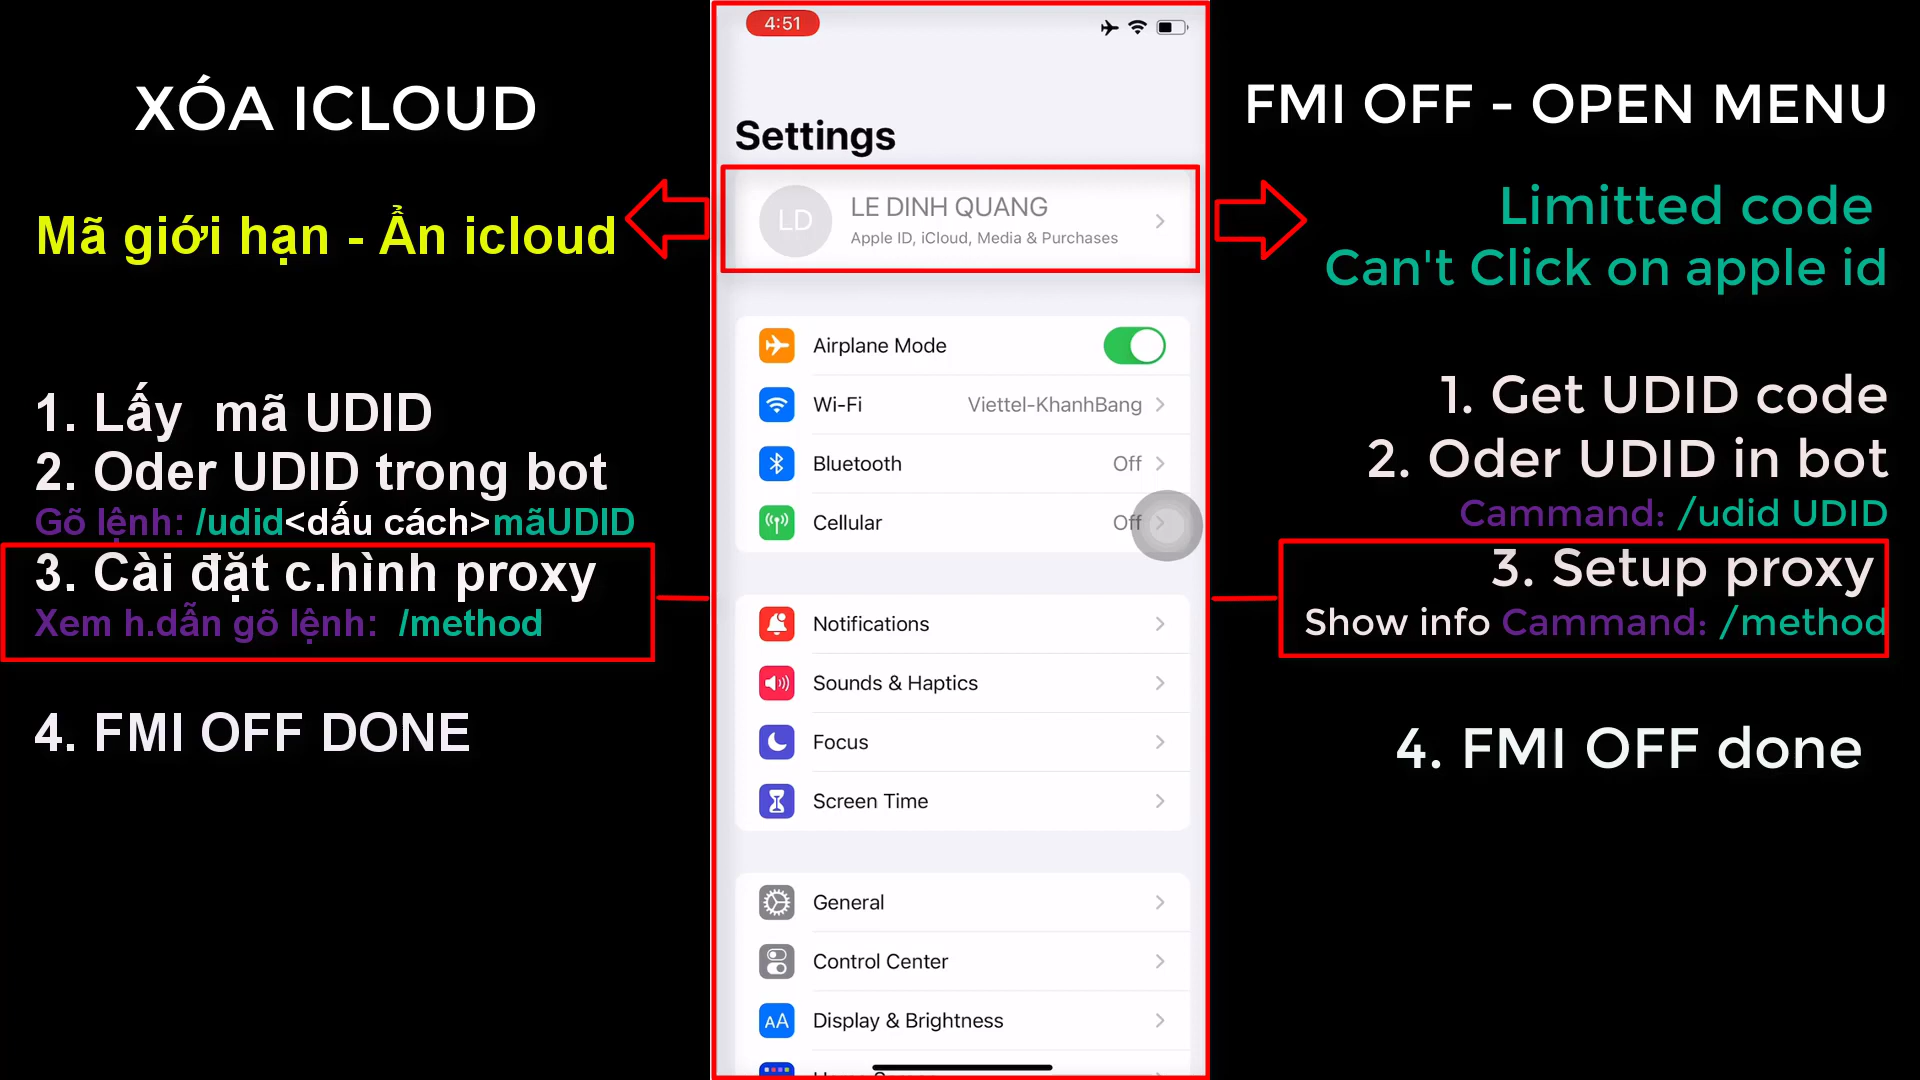 XÓA ICLOUD
Mã giới hạn - Ẩn icloud
1. Lấy  mã UDID
2. Oder UDID trong bot
Gõ lệnh: /udid<dấu cách>mãUDID
3. Cài đặt c.hình proxy
Xem h.dẫn gõ lệnh:  /method
4. FMI OFF DONE
4:51
Settings
LD
LE DINH QUANG
Apple ID, iCloud, Media & Purchases
Airplane Mode
Wi-Fi Viettel-KhanhBang
Bluetooth Off
Cellular Off
Notifications
Sounds & Haptics
Focus
Screen Time
General
Control Center
AA Display & Brightness
FMI OFF - OPEN MENU
Limitted code
Can't Click on apple id
1. Get UDID code
2. Oder UDID in bot
Cammand: /udid UDID
3. Setup proxy
Show info Cammand: /method
4. FMI OFF done